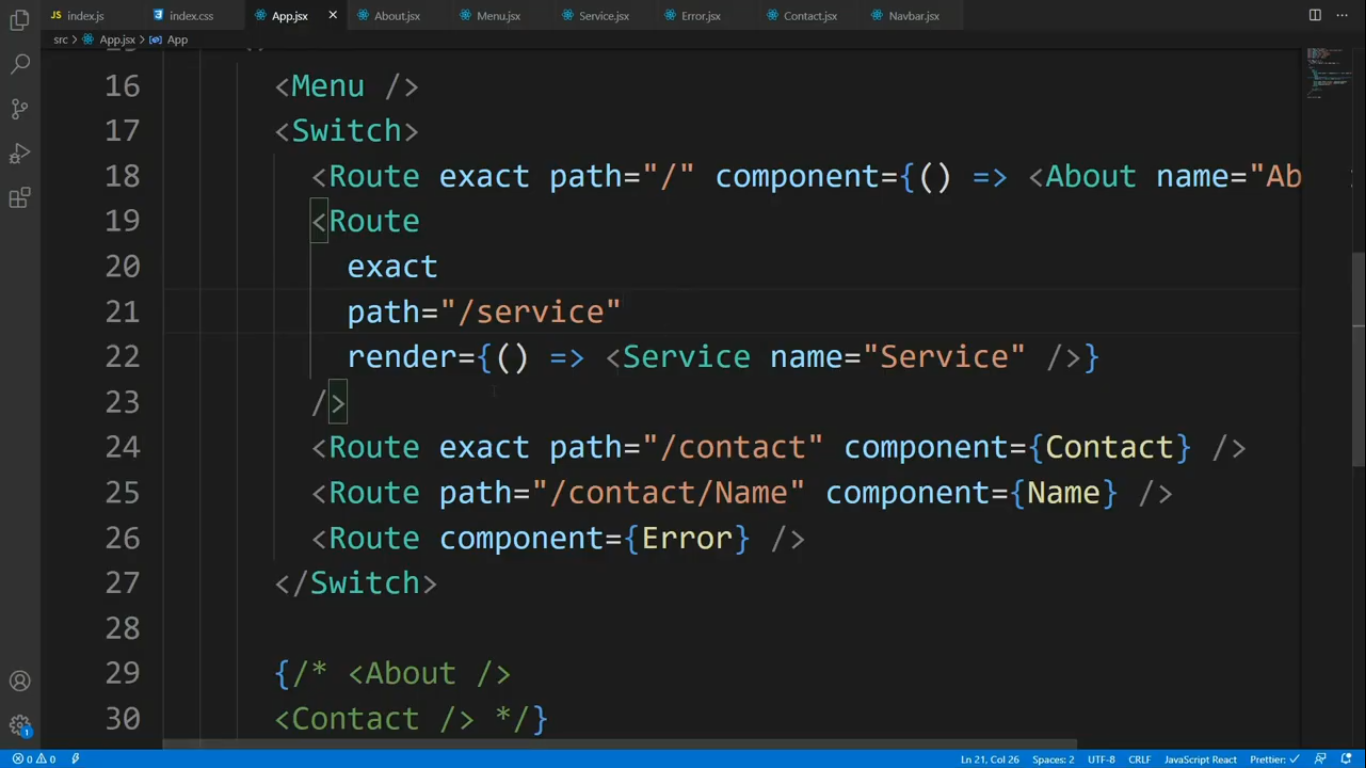 index.js index.css App.jsx About.jsx Menu.jsx Service.jsx Error.jsx Contact.jsx Navbar.jsx
src > App.jsx > App
16 <Menu />
17 <Switch>
18 <Route exact path="/" component={() => <About name="Ab
19 <Route
20 exact
21 path="/service"
22 render={() => <Service name="Service" />}
23 />
24 <Route exact path="/contact" component={Contact} />
25 <Route path="/contact/Name" component={Name} />
26 <Route component={Error} />
27 </Switch>
28
29 {/* <About />
30 <Contact /> */}
0 0 Ln 21, Col 26 Spaces: 2 UTF-8 CRLF JavaScript React Prettier: ✓